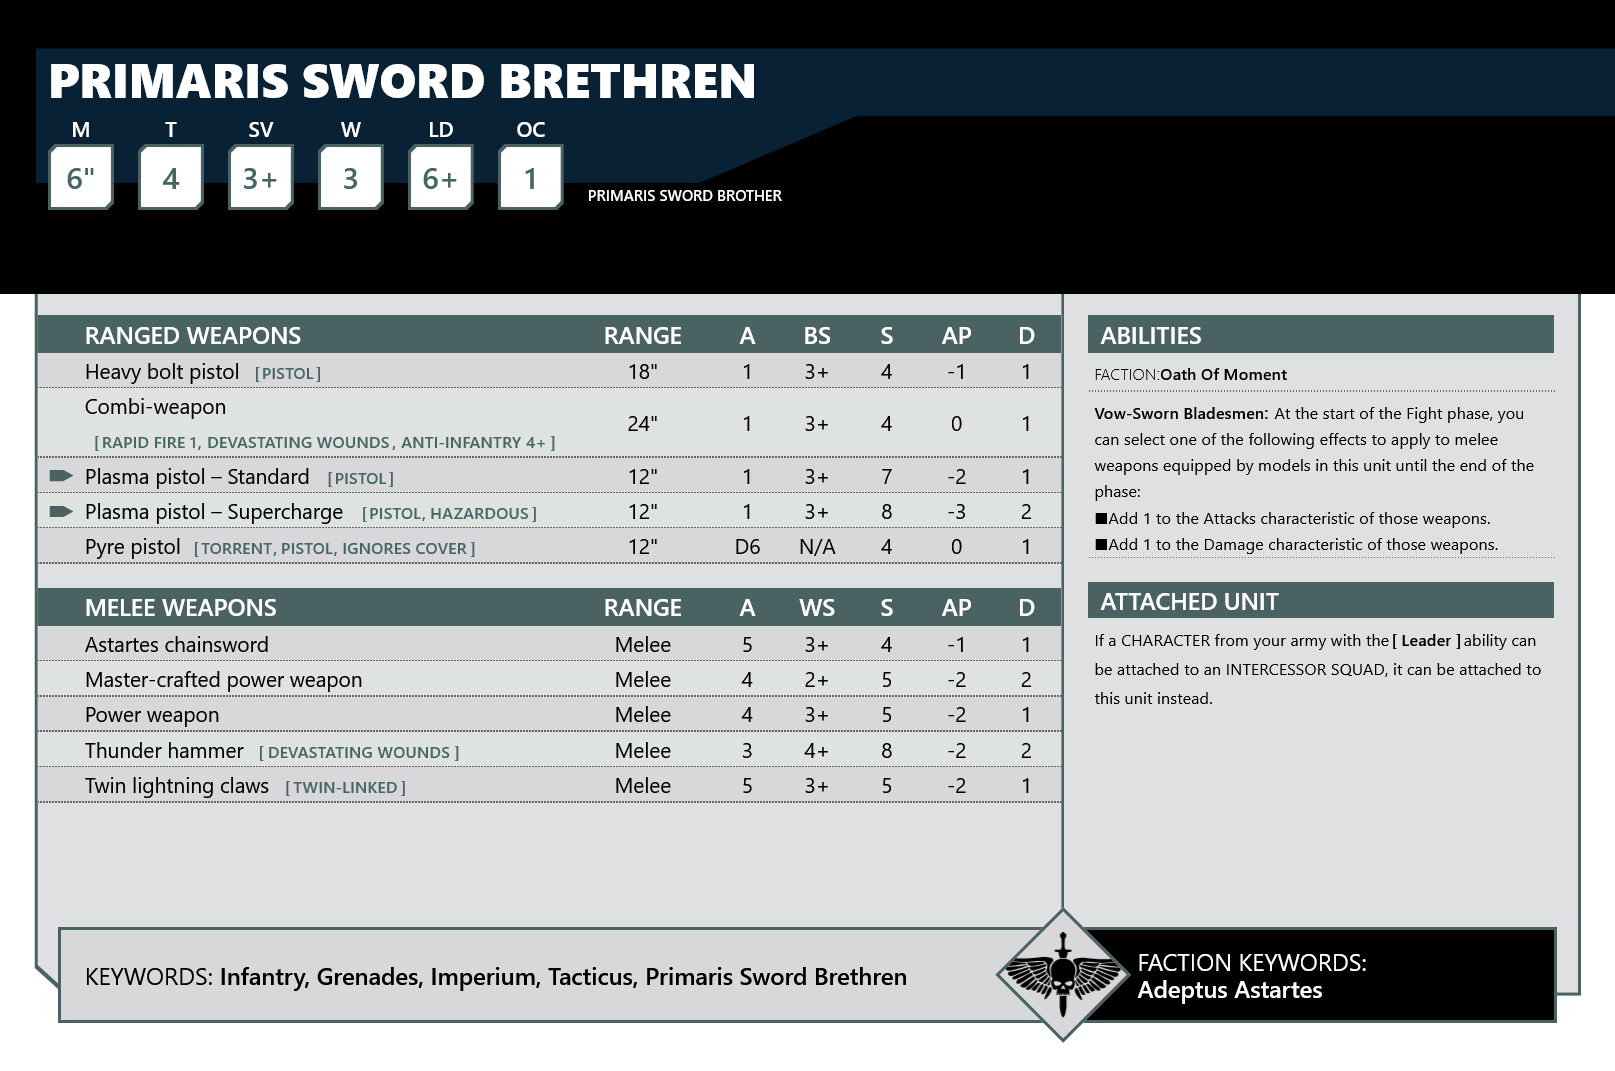 PRIMARIS SWORD BRETHREN
M T SV W LD OC
6" 4 3+ 3 6+ 1
PRIMARIS SWORD BROTHER
RANGED WEAPONS RANGE A BS S AP D
Heavy bolt pistol [PISTOL] 18" 1 3+ 4 -1 1
Combi-weapon
[RAPID FIRE 1, DEVASTATING WOUNDS, ANTI-INFANTRY 4+] 24" 1 3+ 4 0 1
Plasma pistol – Standard [PISTOL] 12" 1 3+ 7 -2 1
Plasma pistol – Supercharge [PISTOL, HAZARDOUS] 12" 1 3+ 8 -3 2
Pyre pistol [TORRENT, PISTOL, IGNORES COVER] 12" D6 N/A 4 0 1
MELEE WEAPONS RANGE A WS S AP D
Astartes chainsword Melee 5 3+ 4 -1 1
Master-crafted power weapon Melee 4 2+ 5 -2 2
Power weapon Melee 4 3+ 5 -2 1
Thunder hammer [DEVASTATING WOUNDS] Melee 3 4+ 8 -2 2
Twin lightning claws [TWIN-LINKED] Melee 5 3+ 5 -2 1
ABILITIES
FACTION:Oath Of Moment
Vow-Sworn Bladesmen: At the start of the Fight phase, you
can select one of the following effects to apply to melee
weapons equipped by models in this unit until the end of the
phase:
■Add 1 to the Attacks characteristic of those weapons.
■Add 1 to the Damage characteristic of those weapons.
ATTACHED UNIT
If a CHARACTER from your army with the [ Leader ] ability can
be attached to an INTERCESSOR SQUAD, it can be attached to
this unit instead.
KEYWORDS: Infantry, Grenades, Imperium, Tacticus, Primaris Sword Brethren
FACTION KEYWORDS:
Adeptus Astartes